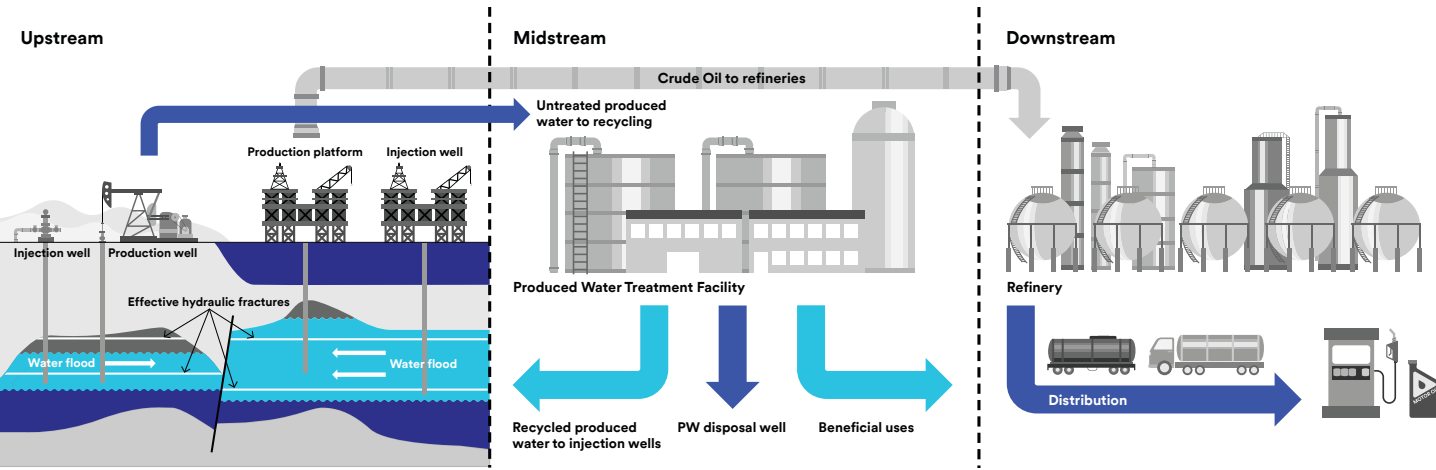 Upstream
Midstream
Downstream
Crude Oil to refineries
Untreated produced
water to recycling
Production platform
Injection well
Injection well
Production well
Effective hydraulic fractures
Water flood
Water flood
Produced Water Treatment Facility
Refinery
Recycled produced
water to injection wells
PW disposal well
Beneficial uses
Distribution